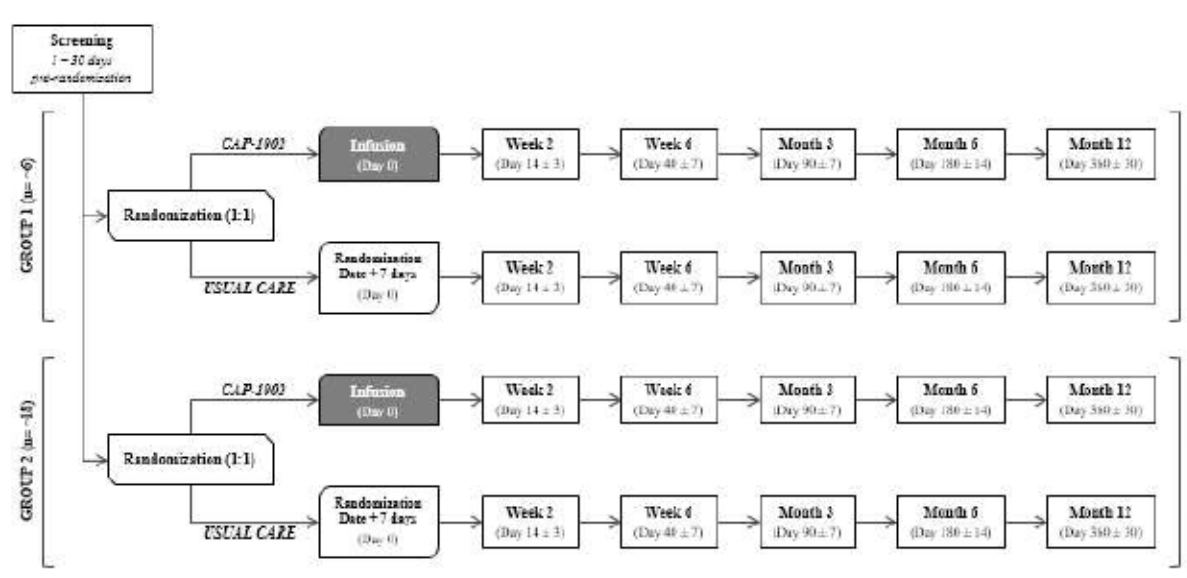 Screening
1 – 30 days
pre-randomization
GROUP 1 (n= ~6)
CAP-1002
Infusion
(Day 0)
Week 2
(Day 14 ± 3)
Week 6
(Day 40 ± 7)
Month 3
(Day 90 ± 7)
Month 6
(Day 180 ± 14)
Month 12
(Day 360 ± 30)
Randomization (1:1)
USUAL CARE
Randomization
Date + 7 days
(Day 0)
Week 2
(Day 14 ± 3)
Week 6
(Day 40 ± 7)
Month 3
(Day 90 ± 7)
Month 6
(Day 180 ± 14)
Month 12
(Day 360 ± 30)
GROUP 2 (n= ~18)
CAP-1002
Infusion
(Day 0)
Week 2
(Day 14 ± 3)
Week 6
(Day 40 ± 7)
Month 3
(Day 90 ± 7)
Month 6
(Day 180 ± 14)
Month 12
(Day 360 ± 30)
Randomization (1:1)
USUAL CARE
Randomization
Date + 7 days
(Day 0)
Week 2
(Day 14 ± 3)
Week 6
(Day 40 ± 7)
Month 3
(Day 90 ± 7)
Month 6
(Day 180 ± 14)
Month 12
(Day 360 ± 30)